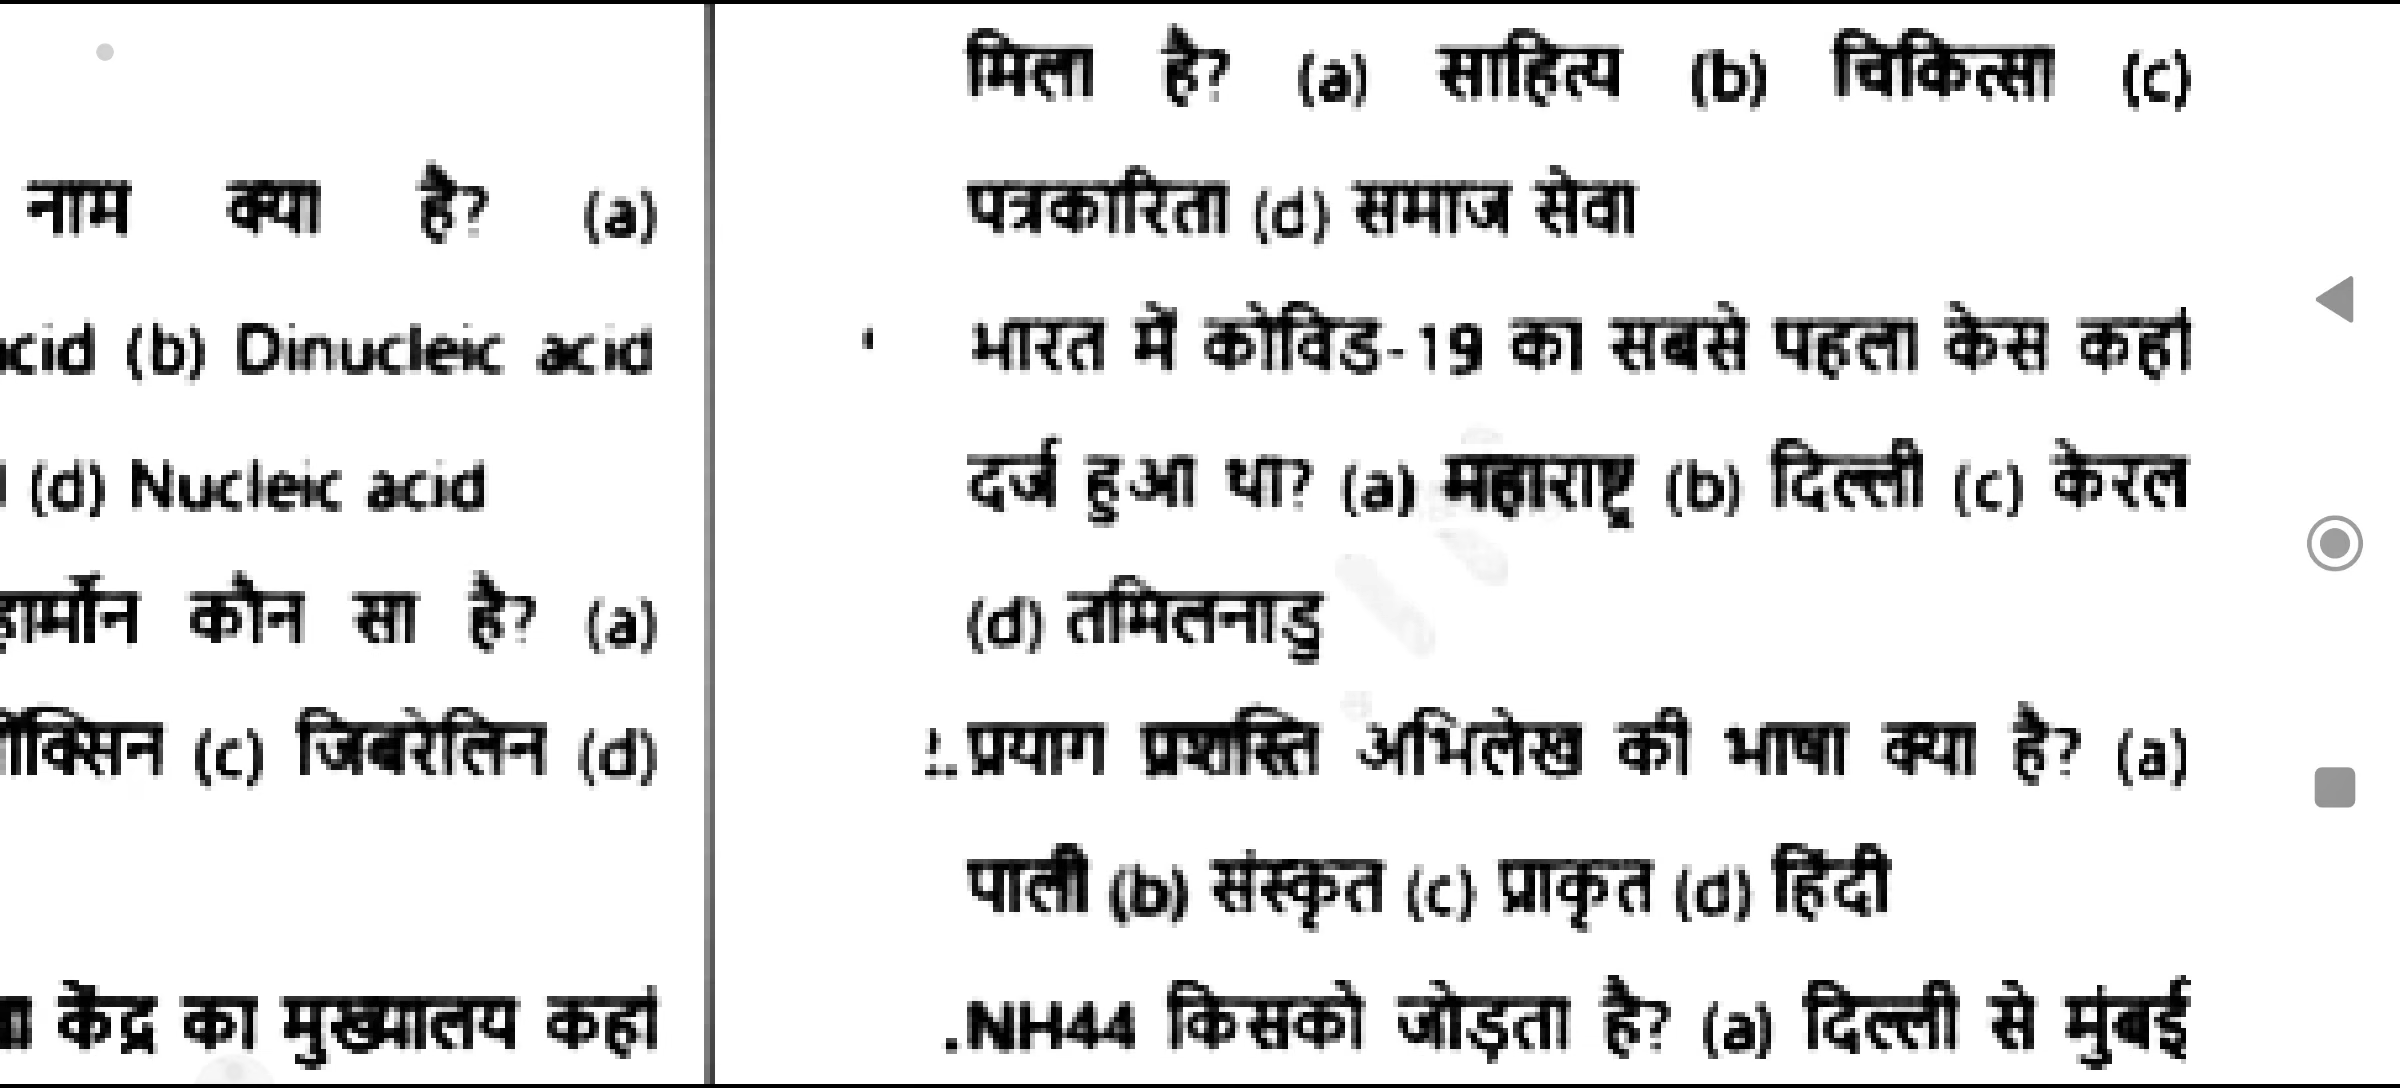 नाम क्या है? (a)
acid (b) Dinucleic acid
(d) Nucleic acid
हार्मोन कौन सा है? (a)
ऑक्सिन (c) जिबरेलिन (d)
केंद्र का मुख्यालय कहां
मिला है? (a) साहित्य (b) चिकित्सा (c)
पत्रकारिता (d) समाज सेवा
भारत में कोविड-19 का सबसे पहला केस कहां
दर्ज हुआ था? (a) महाराष्ट्र (b) दिल्ली (c) केरल
(d) तमिलनाडु
प्रयाग प्रशस्ति अभिलेख की भाषा क्या है? (a)
पाली (b) संस्कृत (c) प्राकृत (d) हिंदी
.NH44 किसको जोड़ता है? (a) दिल्ली से मुंबई